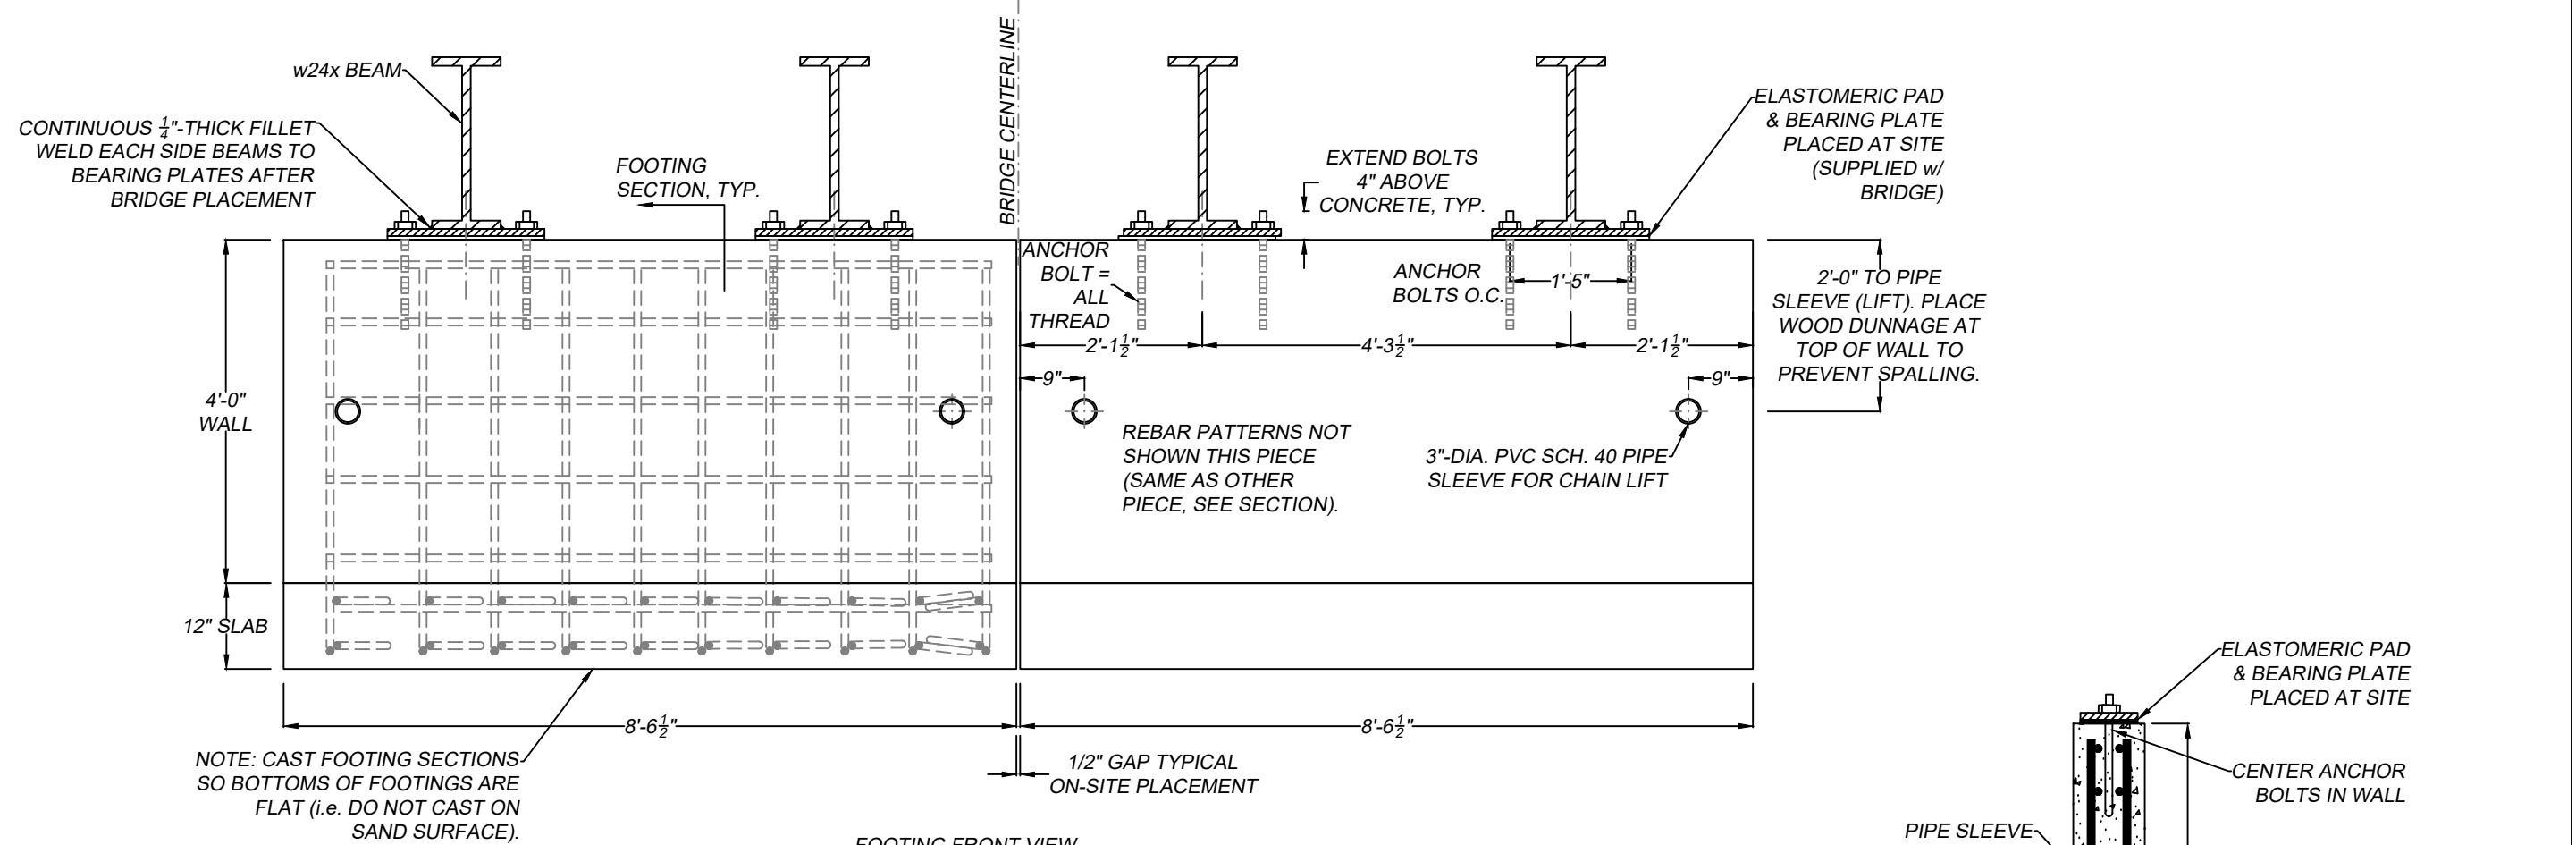 w24x BEAM
CONTINUOUS 1/4"-THICK FILLET
WELD EACH SIDE BEAMS TO
BEARING PLATES AFTER
BRIDGE PLACEMENT
FOOTING
SECTION, TYP.
BRIDGE CENTERLINE
EXTEND BOLTS
4" ABOVE
CONCRETE, TYP.
ELASTOMERIC PAD
& BEARING PLATE
PLACED AT SITE
(SUPPLIED w/
BRIDGE)
ANCHOR
BOLT =
ALL
THREAD
ANCHOR
BOLTS O.C.
1'-5"
2'-1 1/2"
4'-3 1/2"
2'-1 1/2"
2'-0" TO PIPE
SLEEVE (LIFT). PLACE
WOOD DUNNAGE AT
TOP OF WALL TO
PREVENT SPALLING.
9"
9"
4'-0"
WALL
REBAR PATTERNS NOT
SHOWN THIS PIECE
(SAME AS OTHER
PIECE, SEE SECTION).
3"-DIA. PVC SCH. 40 PIPE
SLEEVE FOR CHAIN LIFT
12" SLAB
8'-6 1/2"
8'-6 1/2"
NOTE: CAST FOOTING SECTIONS
SO BOTTOMS OF FOOTINGS ARE
FLAT (i.e. DO NOT CAST ON
SAND SURFACE).
1/2" GAP TYPICAL
ON-SITE PLACEMENT
FOOTING FRONT VIEW
ELASTOMERIC PAD
& BEARING PLATE
PLACED AT SITE
CENTER ANCHOR
BOLTS IN WALL
PIPE SLEEVE